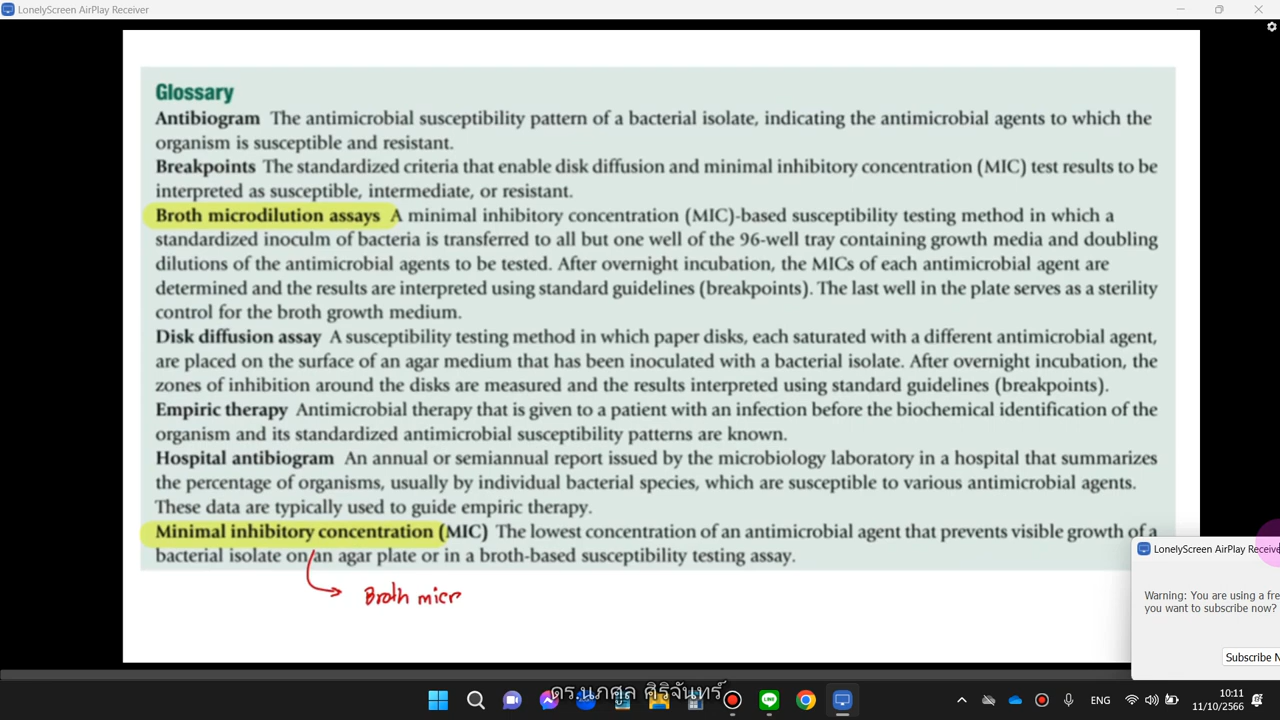 LonelyScreen AirPlay Receiver
Glossary
Antibiogram The antimicrobial susceptibility pattern of a bacterial isolate, indicating the antimicrobial agents to which the
organism is susceptible and resistant.
Breakpoints The standardized criteria that enable disk diffusion and minimal inhibitory concentration (MIC) test results to be
interpreted as susceptible, intermediate, or resistant.
Broth microdilution assays A minimal inhibitory concentration (MIC)-based susceptibility testing method in which a
standardized inoculm of bacteria is transferred to all but one well of the 96-well tray containing growth media and doubling
dilutions of the antimicrobial agents to be tested. After overnight incubation, the MICs of each antimicrobial agent are
determined and the results are interpreted using standard guidelines (breakpoints). The last well in the plate serves as a sterility
control for the broth growth medium.
Disk diffusion assay A susceptibility testing method in which paper disks, each saturated with a different antimicrobial agent,
are placed on the surface of an agar medium that has been inoculated with a bacterial isolate. After overnight incubation, the
zones of inhibition around the disks are measured and the results interpreted using standard guidelines (breakpoints).
Empiric therapy Antimicrobial therapy that is given to a patient with an infection before the biochemical identification of the
organism and its standardized antimicrobial susceptibility patterns are known.
Hospital antibiogram An annual or semiannual report issued by the microbiology laboratory in a hospital that summarizes
the percentage of organisms, usually by individual bacterial species, which are susceptible to various antimicrobial agents.
These data are typically used to guide empiric therapy.
Minimal inhibitory concentration (MIC) The lowest concentration of an antimicrobial agent that prevents visible growth of a
bacterial isolate on an agar plate or in a broth-based susceptibility testing assay.
Broth micr
LonelyScreen AirPlay Receive
Warning: You are using a fre
you want to subscribe now?
Subscribe N
ดร.นภศูล ศิริจันทร์
ENG
10:11
11/10/2566